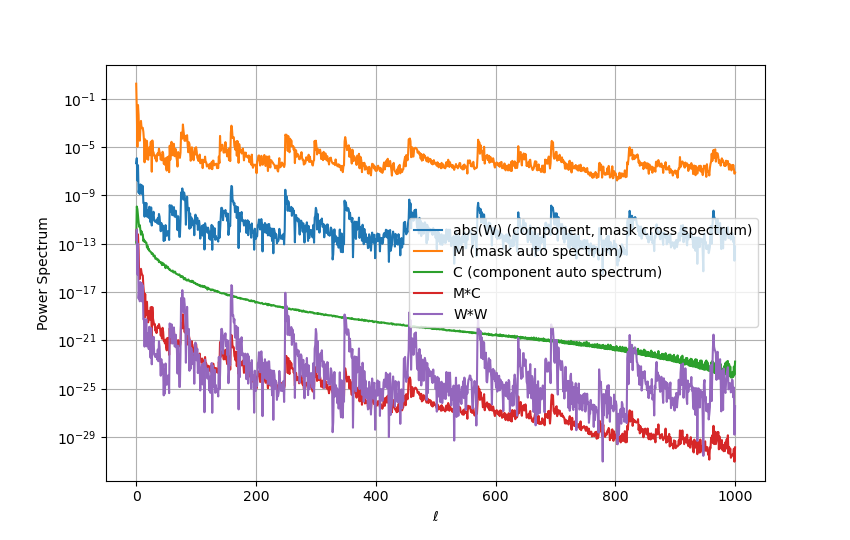 Power Spectrum
10⁻¹
10⁻⁵
10⁻⁹
10⁻¹³
10⁻¹⁷
10⁻²¹
10⁻²⁵
10⁻²⁹
abs(W) (component, mask cross spectrum)
M (mask auto spectrum)
C (component auto spectrum)
M*C
W*W
0 200 400 600 800 1000
ℓ